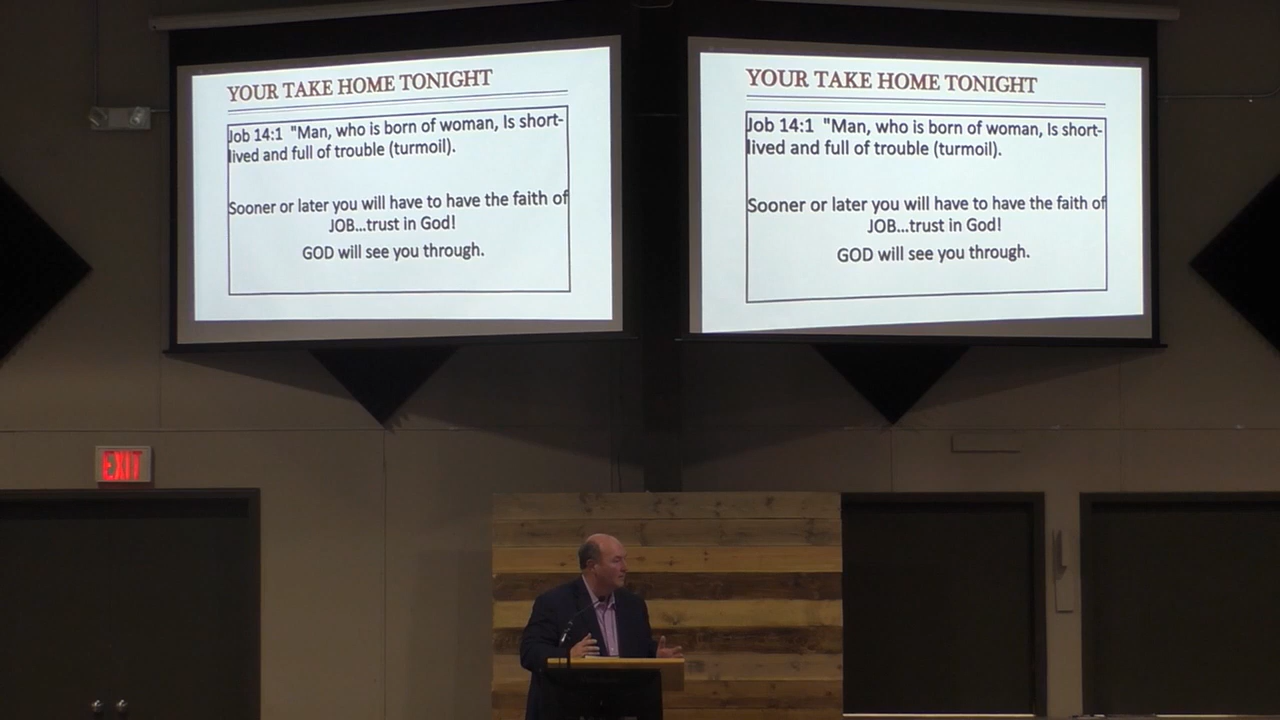 YOUR TAKE HOME TONIGHT
Job 14:1 "Man, who is born of woman, Is short-
lived and full of trouble (turmoil).
Sooner or later you will have to have the faith of
JOB...trust in God!
GOD will see you through.
YOUR TAKE HOME TONIGHT
Job 14:1 "Man, who is born of woman, Is short-
lived and full of trouble (turmoil).
Sooner or later you will have to have the faith of
JOB...trust in God!
GOD will see you through.
EXIT